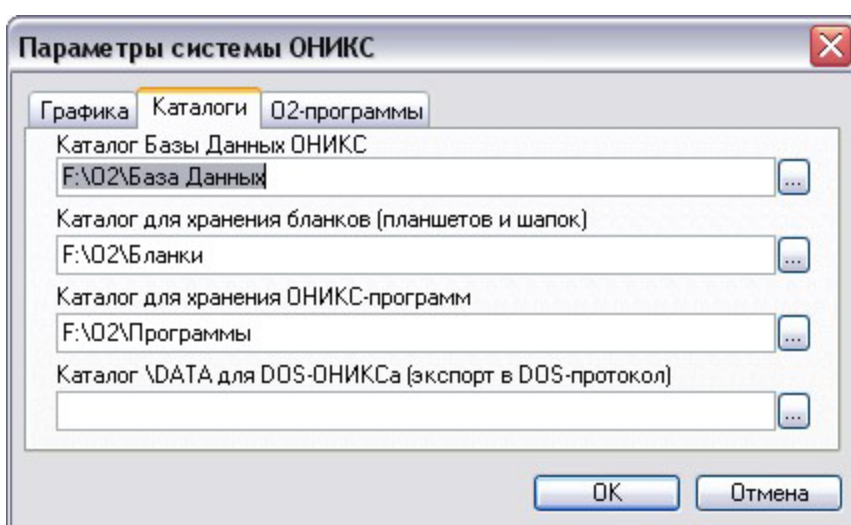 Параметры системы ОНИКС
Графика Каталоги O2-программы
Каталог Базы Данных ОНИКС
F:\O2\База Данных
...
Каталог для хранения бланков (планшетов и шапок)
F:\O2\Бланки
...
Каталог для хранения ОНИКС-программ
F:\O2\Программы
...
Каталог \DATA для DOS-ОНИКСа (экспорт в DOS-протокол)
...
OK Отмена